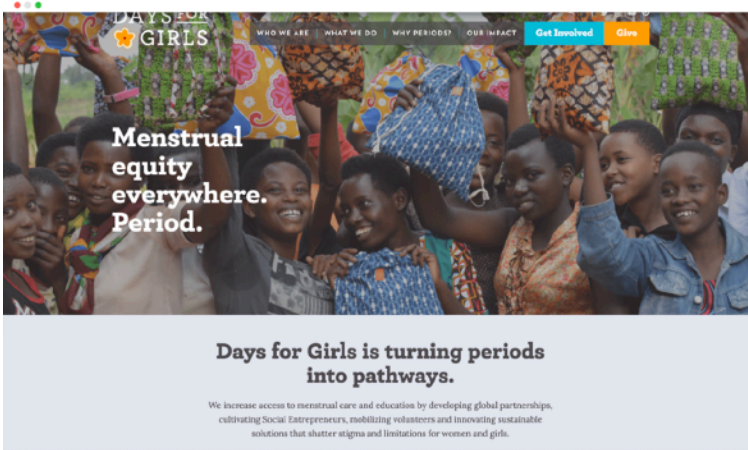 DAYS FOR
GIRLS
WHO WE ARE
WHAT WE DO
WHY PERIODS?
OUR IMPACT
Get Involved
Give
Menstrual
equity
everywhere.
Period.
Days for Girls is turning periods
into pathways.
We increase access to menstrual care and education by developing global partnerships,
cultivating Social Entrepreneurs, mobilizing volunteers and innovating sustainable
solutions that shatter stigma and limitations for women and girls.